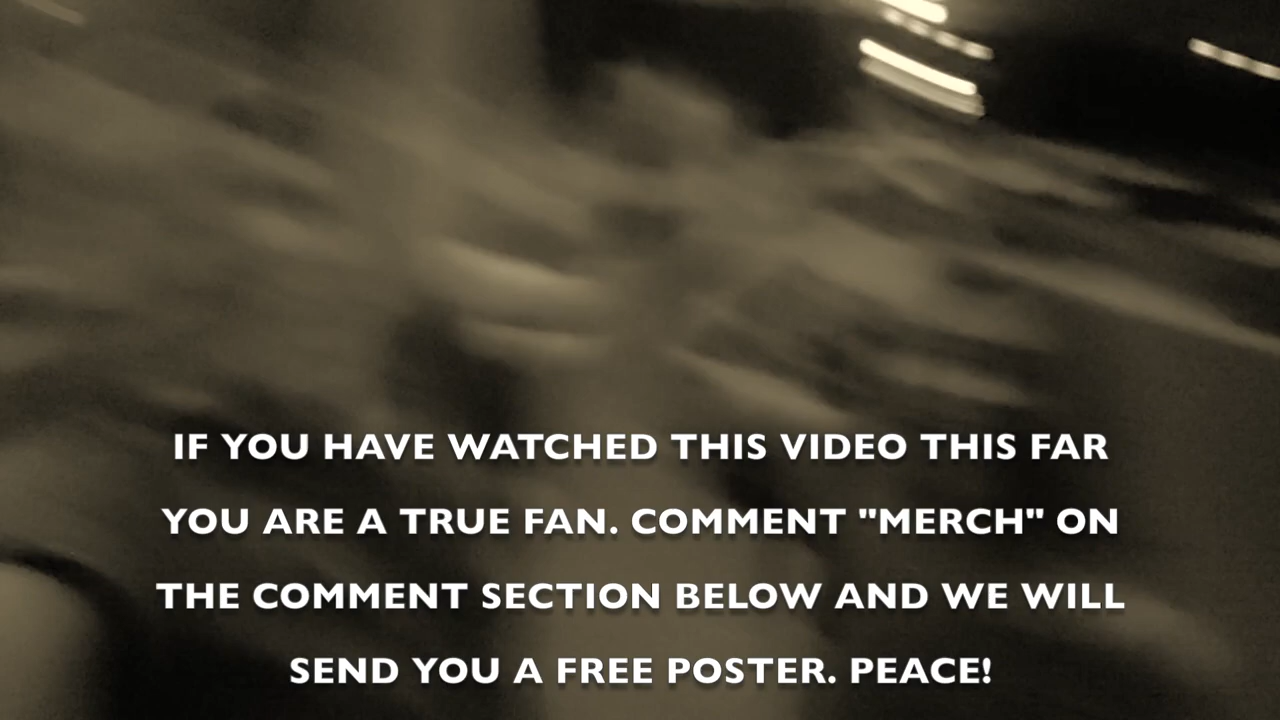 IF YOU HAVE WATCHED THIS VIDEO THIS FAR
YOU ARE A TRUE FAN. COMMENT "MERCH" ON
THE COMMENT SECTION BELOW AND WE WILL
SEND YOU A FREE POSTER. PEACE!